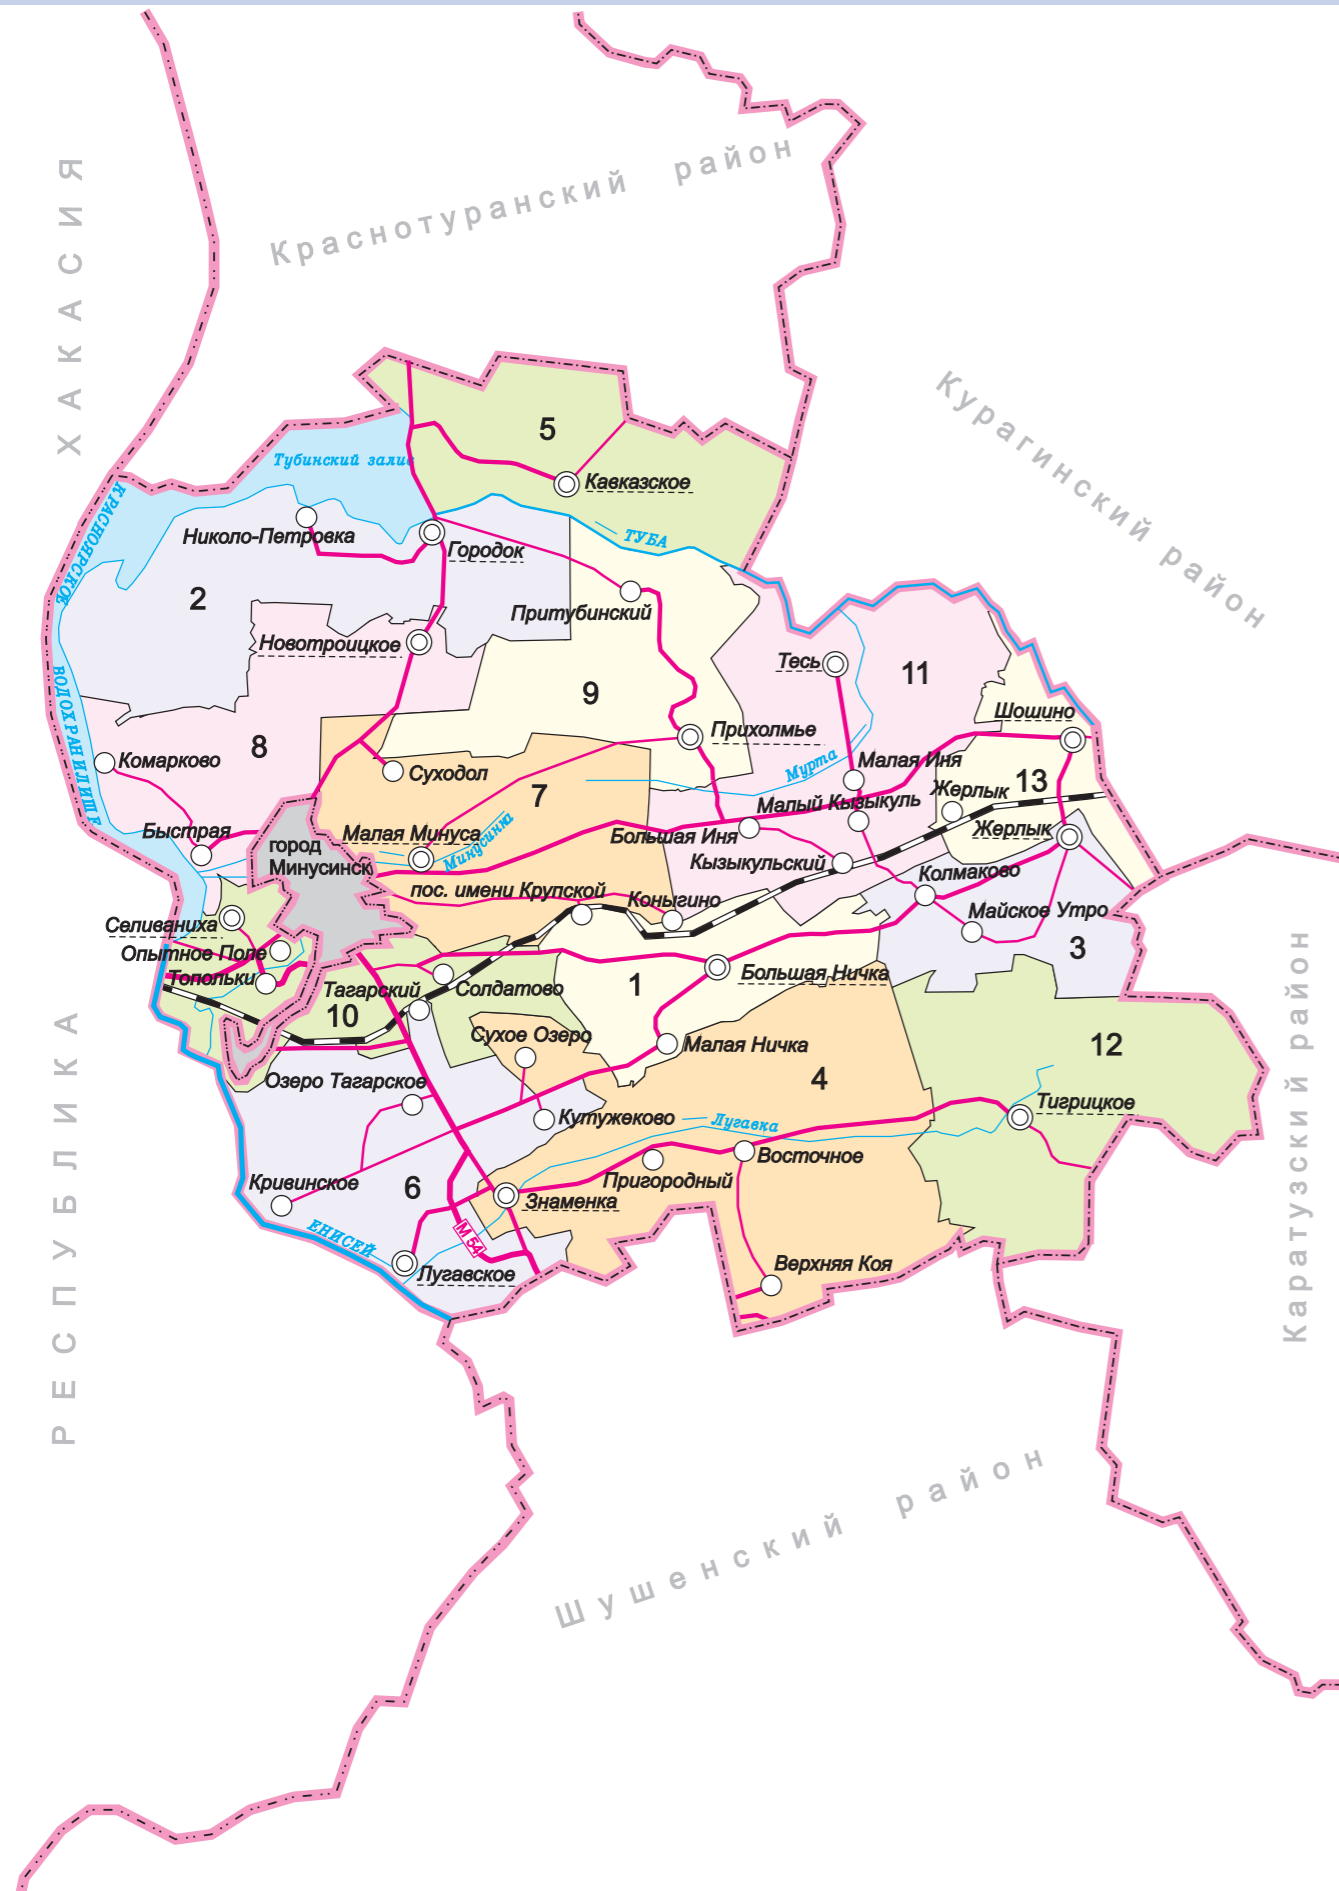 РЕСПУБЛИКА ХАКАСИЯ
Краснотуранский район
Курагинский район
Каратузский район
Шушенский район
5
Тубинский залив
Кавказское
КРАСНОЯРСКОЕ
ВОДОХРАНИЛИЩЕ
Николо-Петровка
Городок
ТУБА
2
Притубинский
Новотроицкое
Тесь
11
9
Шошино
Прихолмье
8
Комарково
Суходол
Мурта
Малая Иня
13
7
Жерлык
Малый Кызыкуль
Быстрая
Малая Минуса
Минусинка
Большая Иня
Жерлык
город
Минусинск
Кызыкульский
Колмаково
пос. имени Крупской
Коныгино
Майское Утро
Селиваниха
Опытное Поле
3
Топольки
Большая Ничка
Тагарский
Солдатово
1
10
Сухое Озеро
Малая Ничка
12
4
Озеро Тагарское
Кутужеково
Лугавка
Тигрицкое
Восточное
Кривинское
6
Пригородный
Знаменка
ЕНИСЕЙ
М 54
Лугавское
Верхняя Коя